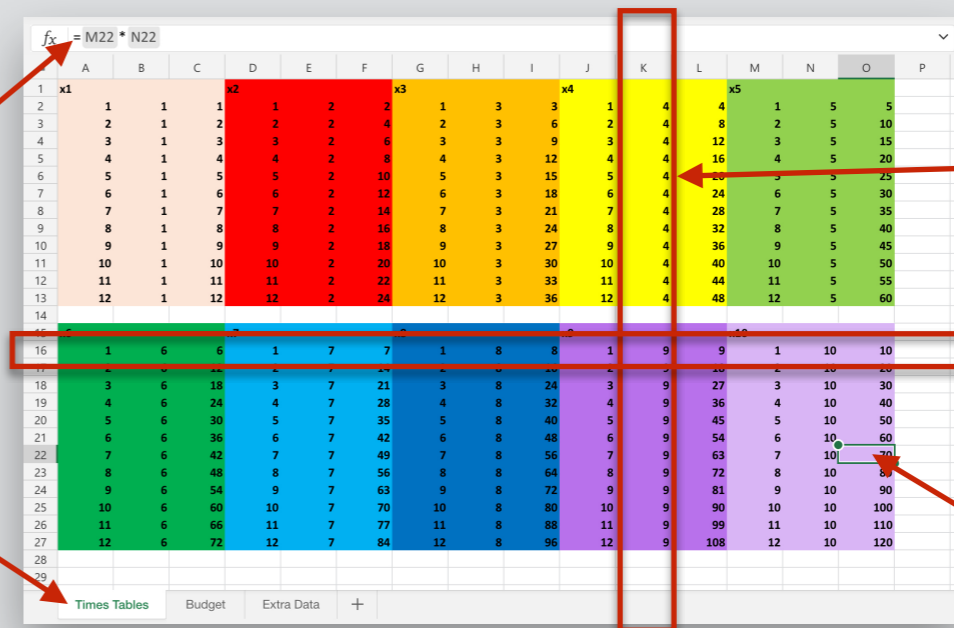 fx = M22 * N22
A B C D E F G H I J K L M N O P
1 x1 x2 x3 x4 x5
2 1 1 1 1 2 2 1 3 3 1 4 4 1 5 5
3 2 1 2 2 2 4 2 3 6 2 4 8 2 5 10
4 3 1 3 3 2 6 3 3 9 3 4 12 3 5 15
5 4 1 4 4 2 8 4 3 12 4 4 16 4 5 20
6 5 1 5 5 2 10 5 3 15 5 4 5 25
7 6 1 6 6 2 12 6 3 18 6 4 24 6 5 30
8 7 1 7 7 2 14 7 3 21 7 4 28 7 5 35
9 8 1 8 8 2 16 8 3 24 8 4 32 8 5 40
10 9 1 9 9 2 18 9 3 27 9 4 36 9 5 45
11 10 1 10 10 2 20 10 3 30 10 4 40 10 5 50
12 11 1 11 11 2 22 11 3 33 11 4 44 11 5 55
13 12 1 12 12 2 24 12 3 36 12 4 48 12 5 60
14
16 1 6 6 1 7 7 1 8 8 1 9 9 1 10 10
18 3 6 18 3 7 21 3 8 24 3 9 27 3 10 30
19 4 6 24 4 7 28 4 8 32 4 9 36 4 10 40
20 5 6 30 5 7 35 5 8 40 5 9 45 5 10 50
21 6 6 36 6 7 42 6 8 48 6 9 54 6 10 60
22 7 6 42 7 7 49 7 8 56 7 9 63 7 10 70
23 8 6 48 8 7 56 8 8 64 8 9 72 8 10
24 9 6 54 9 7 63 9 8 72 9 9 81 9 10 90
25 10 6 60 10 7 70 10 8 80 10 9 90 10 10 100
26 11 6 66 11 7 77 11 8 88 11 9 99 11 10 110
27 12 6 72 12 7 84 12 8 96 12 9 108 12 10 120
28
29
Times Tables Budget Extra Data +